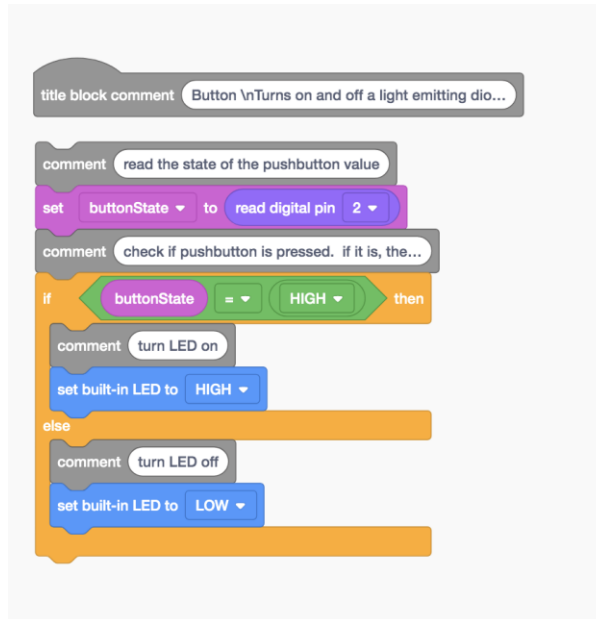 title block comment Button \nTurns on and off a light emitting dio...
comment read the state of the pushbutton value
set buttonState to read digital pin 2
comment check if pushbutton is pressed. if it is, the...
if buttonState = HIGH then
comment turn LED on
set built-in LED to HIGH
else
comment turn LED off
set built-in LED to LOW